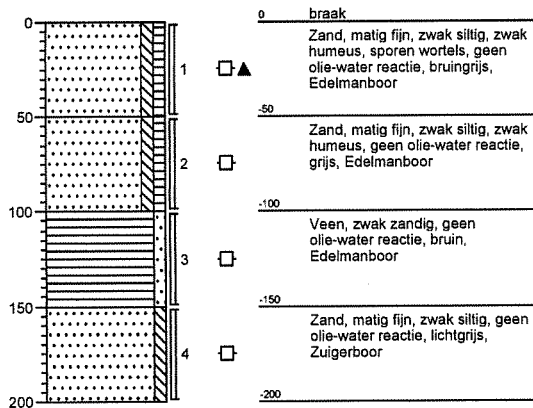 0
braak
0
Zand, matig fijn, zwak siltig, zwak
humeus, sporen wortels, geen
olie-water reactie, bruingrijs,
Edelmanboor
1
50
-50
Zand, matig fijn, zwak siltig, zwak
humeus, geen olie-water reactie,
grijs, Edelmanboor
2
100
-100
Veen, zwak zandig, geen
olie-water reactie, bruin,
Edelmanboor
3
150
-150
Zand, matig fijn, zwak siltig, geen
olie-water reactie, lichtgrijs,
Zuigerboor
4
200
-200